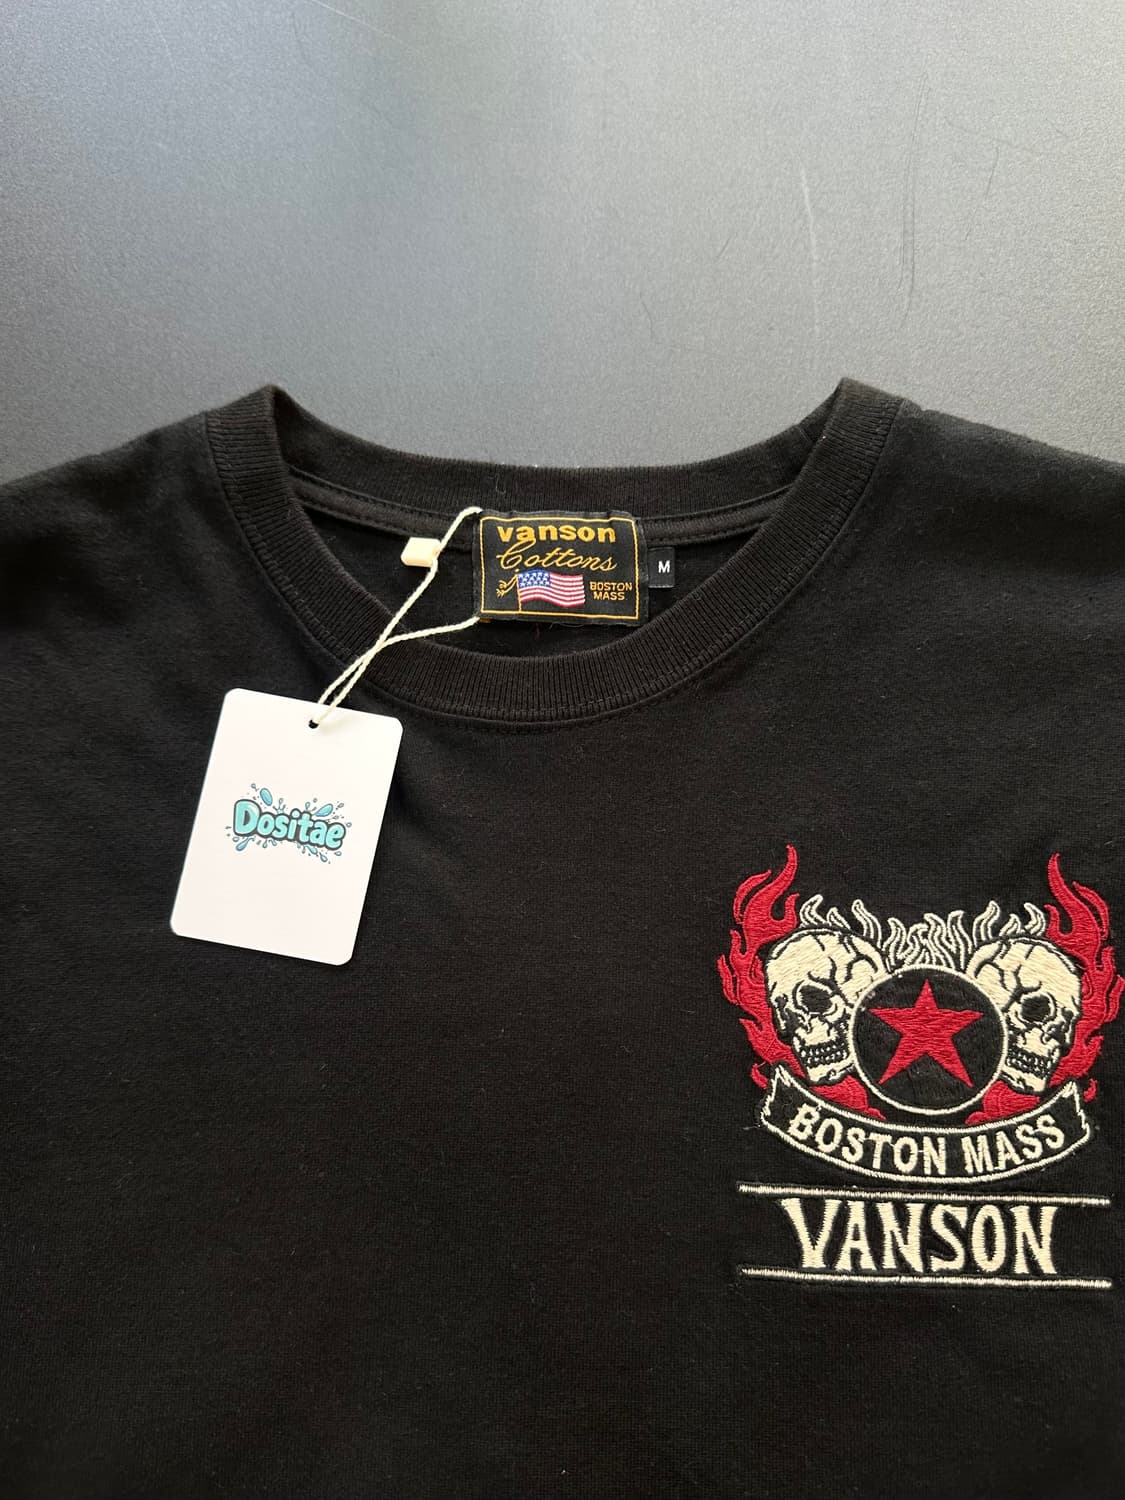 vanson
Cottons
BOSTON
MASS
M
Dositae
BOSTON MASS
VANSON